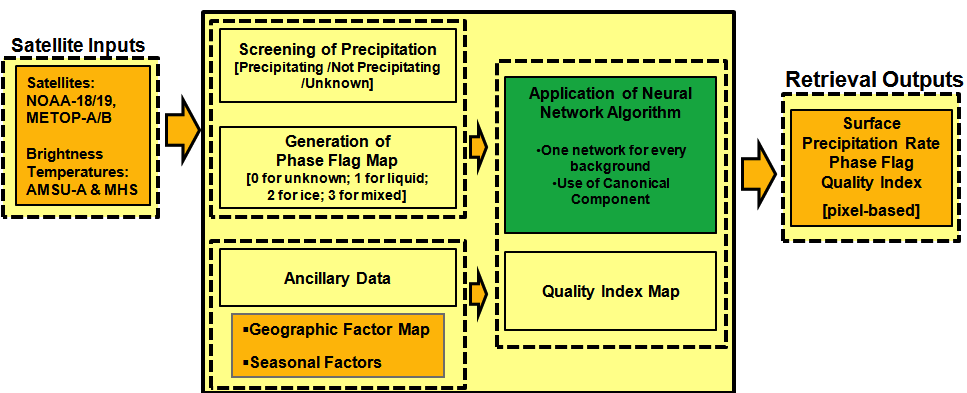 Satellite Inputs
Satellites:
NOAA-18/19,
METOP-A/B
Brightness
Temperatures:
AMSU-A & MHS
Screening of Precipitation
[Precipitating /Not Precipitating
/Unknown]
Generation of
Phase Flag Map
[0 for unknown; 1 for liquid;
2 for ice; 3 for mixed]
Ancillary Data
▪Geographic Factor Map
▪Seasonal Factors
Application of Neural
Network Algorithm
•One network for every
background
•Use of Canonical
Component
Quality Index Map
Retrieval Outputs
Surface
Precipitation Rate
Phase Flag
Quality Index
[pixel-based]